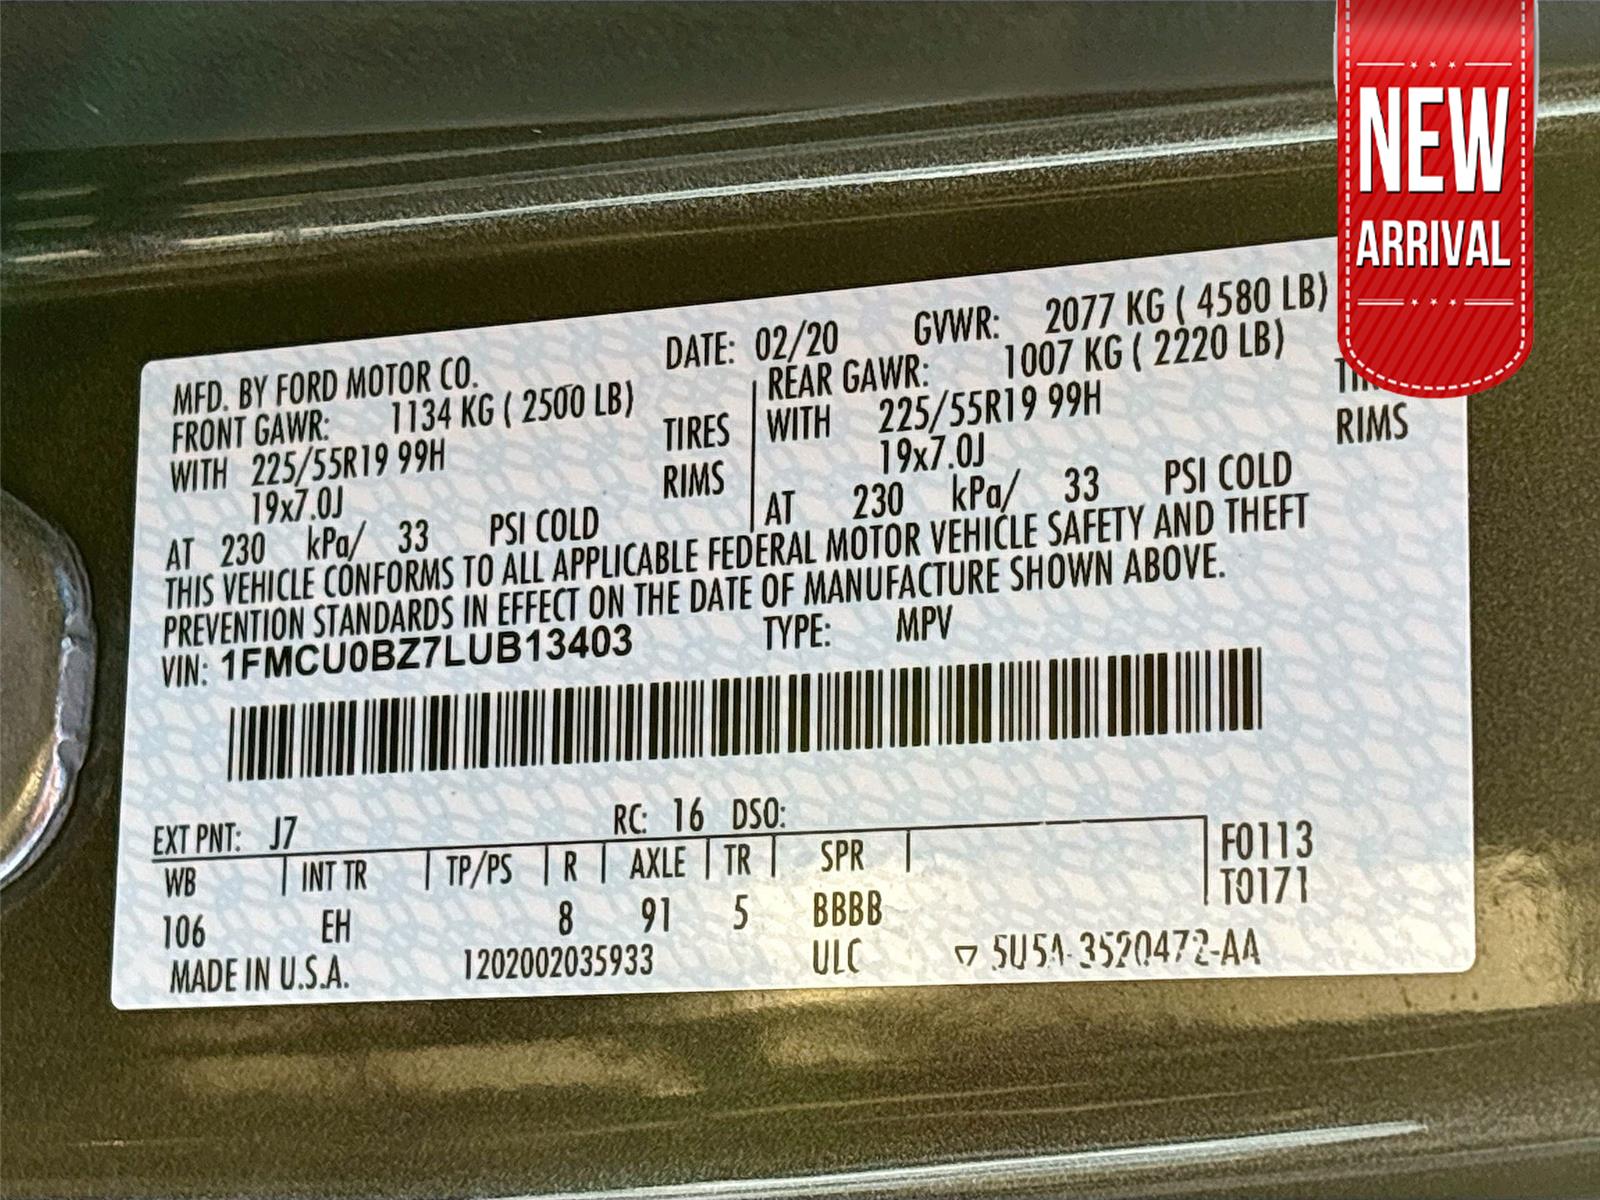 NEW
ARRIVAL
MFD. BY FORD MOTOR CO. DATE: 02/20 GVWR: 2077 KG ( 4580 LB)
FRONT GAWR: 1134 KG ( 2500 LB) REAR GAWR: 1007 KG ( 2220 LB)
WITH 225/55R19 99H TIRES WITH 225/55R19 99H
19x7.0J RIMS 19x7.0J RIMS
AT 230 kPa/ 33 PSI COLD AT 230 kPa/ 33 PSI COLD
THIS VEHICLE CONFORMS TO ALL APPLICABLE FEDERAL MOTOR VEHICLE SAFETY AND THEFT
PREVENTION STANDARDS IN EFFECT ON THE DATE OF MANUFACTURE SHOWN ABOVE.
VIN: 1FMCU0BZ7LUB13403 TYPE: MPV
EXT PNT: J7 RC: 16 DSO:
WB INT TR TP/PS R AXLE TR SPR F0113
T0171
106 EH 8 91 5 BBBB
MADE IN U.S.A. 1202002035933 ULC ▽ 5U5A-3520472-AA